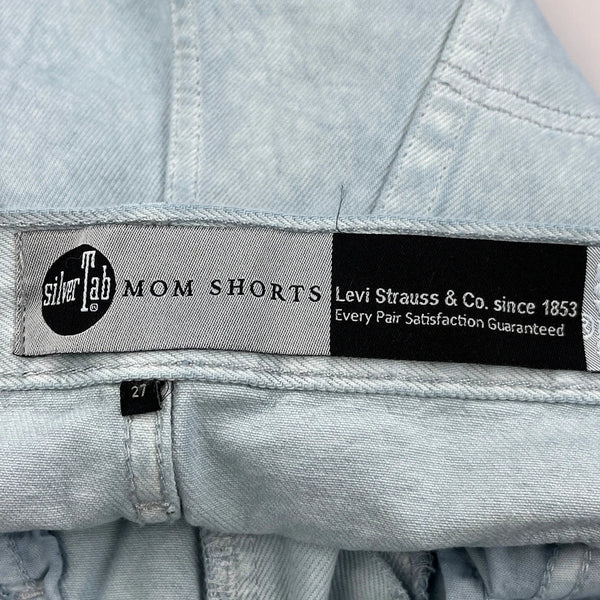 silver Tab ®
MOM SHORTS
Levi Strauss & Co. since 1853
Every Pair Satisfaction Guaranteed
®
27